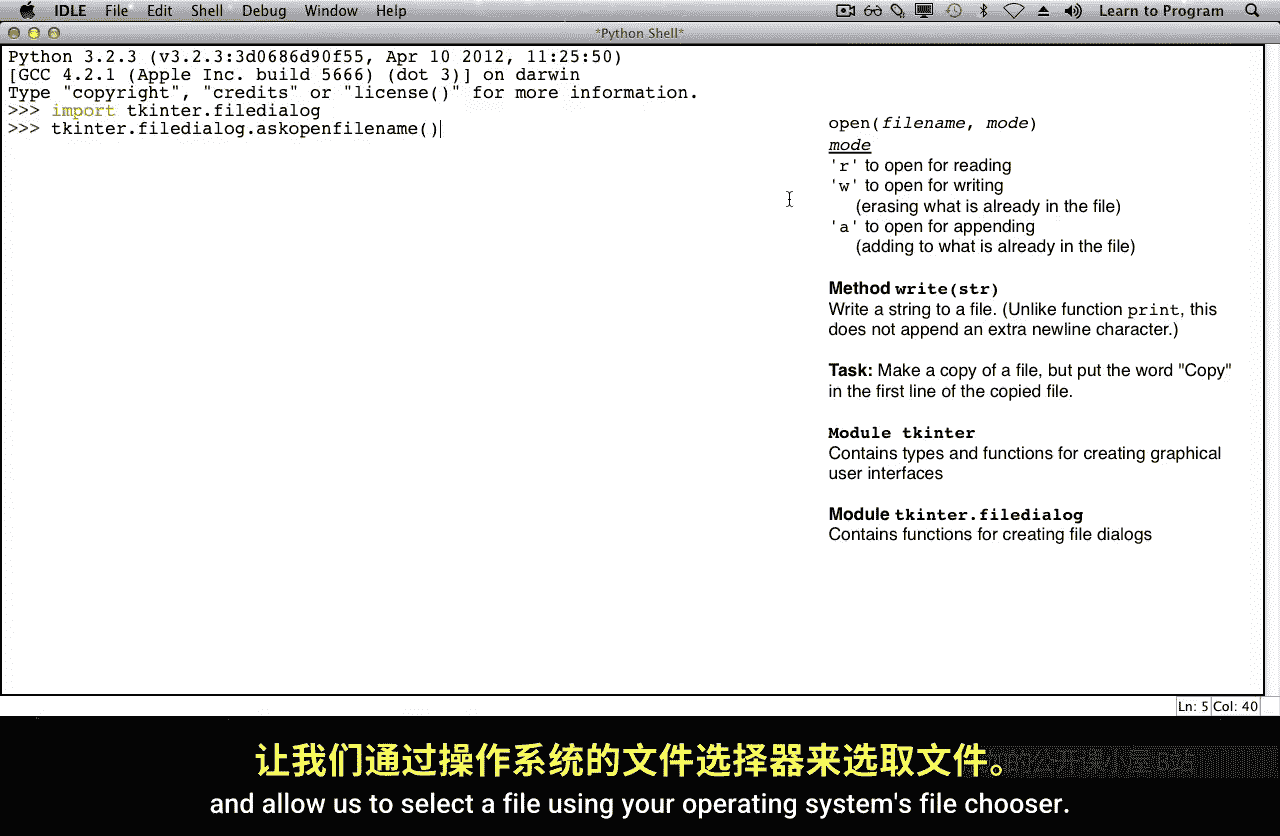 IDLE File Edit Shell Debug Window Help Learn to Program
*Python Shell*
Python 3.2.3 (v3.2.3:3d0686d90f55, Apr 10 2012, 11:25:50)
[GCC 4.2.1 (Apple Inc. build 5666) (dot 3)] on darwin
Type "copyright", "credits" or "license()" for more information.
>>> import tkinter.filedialog
>>> tkinter.filedialog.askopenfilename()
open(filename, mode)
mode
'r' to open for reading
'w' to open for writing
(erasing what is already in the file)
'a' to open for appending
(adding to what is already in the file)
Method write(str)
Write a string to a file. (Unlike function print, this
does not append an extra newline character.)
Task: Make a copy of a file, but put the word "Copy"
in the first line of the copied file.
Module tkinter
Contains types and functions for creating graphical
user interfaces
Module tkinter.filedialog
Contains functions for creating file dialogs
Ln: 5 Col: 40
让我们通过操作系统的文件选择器来选取文件。
的公开课小屋B站
and allow us to select a file using your operating system's file chooser.